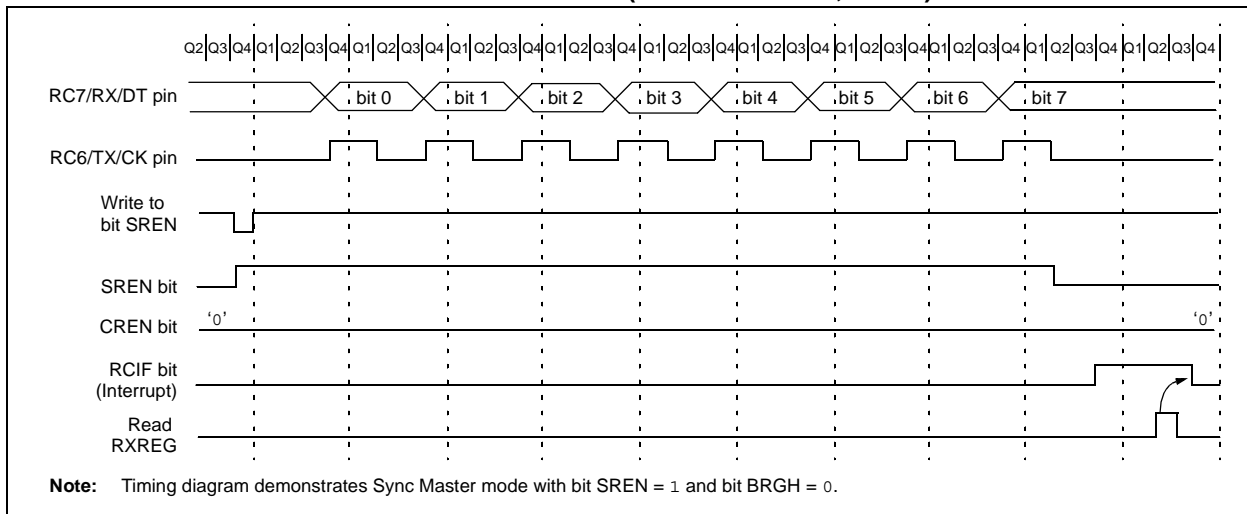 Q2 Q3 Q4 Q1 Q2 Q3 Q4 Q1 Q2 Q3 Q4 Q1 Q2 Q3 Q4 Q1 Q2 Q3 Q4 Q1 Q2 Q3 Q4 Q1 Q2 Q3 Q4 Q1 Q2 Q3 Q4 Q1 Q2 Q3 Q4 Q1 Q2 Q3 Q4 Q1 Q2 Q3 Q4
RC7/RX/DT pin bit 0 bit 1 bit 2 bit 3 bit 4 bit 5 bit 6 bit 7
RC6/TX/CK pin
Write to
bit SREN
SREN bit
CREN bit '0' '0'
RCIF bit
(Interrupt)
Read
RXREG
Note: Timing diagram demonstrates Sync Master mode with bit SREN = 1 and bit BRGH = 0.